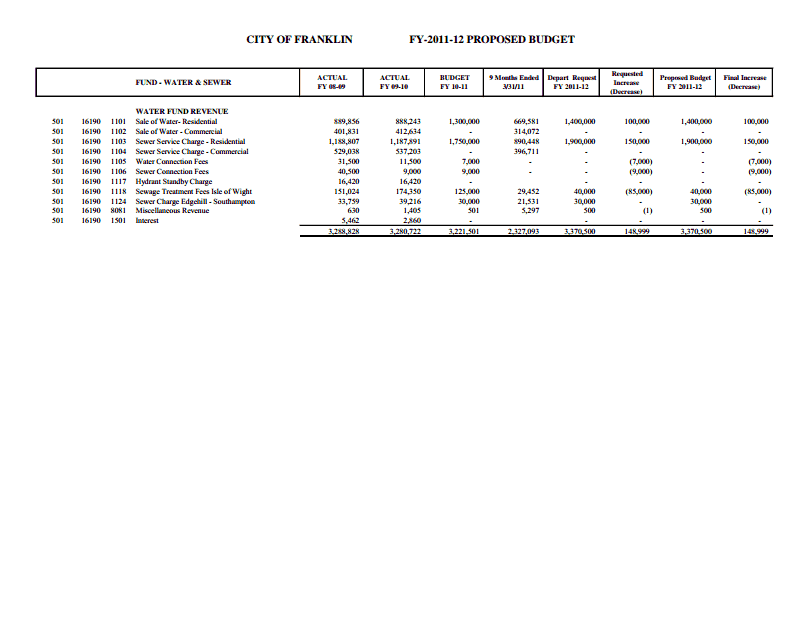 CITY OF FRANKLIN FY-2011-12 PROPOSED BUDGET
FUND - WATER & SEWER ACTUAL FY 08-09 ACTUAL FY 09-10 BUDGET FY 10-11 9 Months Ended 3/31/11 Depart Request FY 2011-12 Requested Increase (Decrease) Proposed Budget FY 2011-12 Final Increase (Decrease)
WATER FUND REVENUE
501 16190 1101 Sale of Water- Residential 889,856 888,243 1,300,000 669,581 1,400,000 100,000 1,400,000 100,000
501 16190 1102 Sale of Water - Commercial 401,831 412,634 - 314,072 - - -
501 16190 1103 Sewer Service Charge - Residential 1,188,807 1,187,891 1,750,000 890,448 1,900,000 150,000 1,900,000 150,000
501 16190 1104 Sewer Service Charge - Commercial 529,038 537,203 - 396,711 - - -
501 16190 1105 Water Connection Fees 31,500 11,500 7,000 - - (7,000) - (7,000)
501 16190 1106 Sewer Connection Fees 40,500 9,000 9,000 - - (9,000) - (9,000)
501 16190 1117 Hydrant Standby Charge 16,420 16,420 - - - -
501 16190 1118 Sewage Treatment Fees Isle of Wight 151,024 174,350 125,000 29,452 40,000 (85,000) 40,000 (85,000)
501 16190 1124 Sewer Charge Edgehill - Southampton 33,759 39,216 30,000 21,531 30,000 - 30,000 -
501 16190 8081 Miscellaneous Revenue 630 1,405 501 5,297 500 (1) 500 (1)
501 16190 1501 Interest 5,462 2,860 - - - -
3,288,828 3,280,722 3,221,501 2,327,093 3,370,500 148,999 3,370,500 148,999